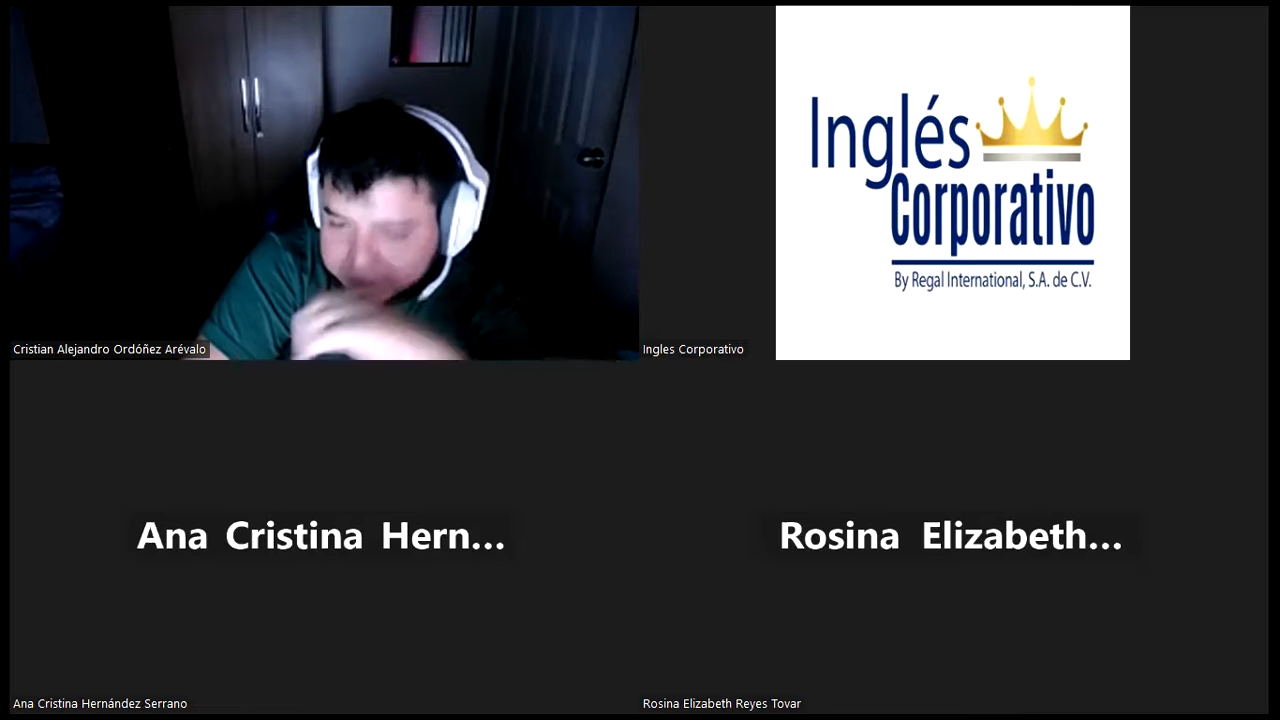 Inglés
Corporativo
By Regal International, S.A. de C.V.
Cristian Alejandro Ordóñez Arévalo
Ingles Corporativo
Ana Cristina Hern...
Rosina Elizabeth...
Ana Cristina Hernández Serrano
Rosina Elizabeth Reyes Tovar